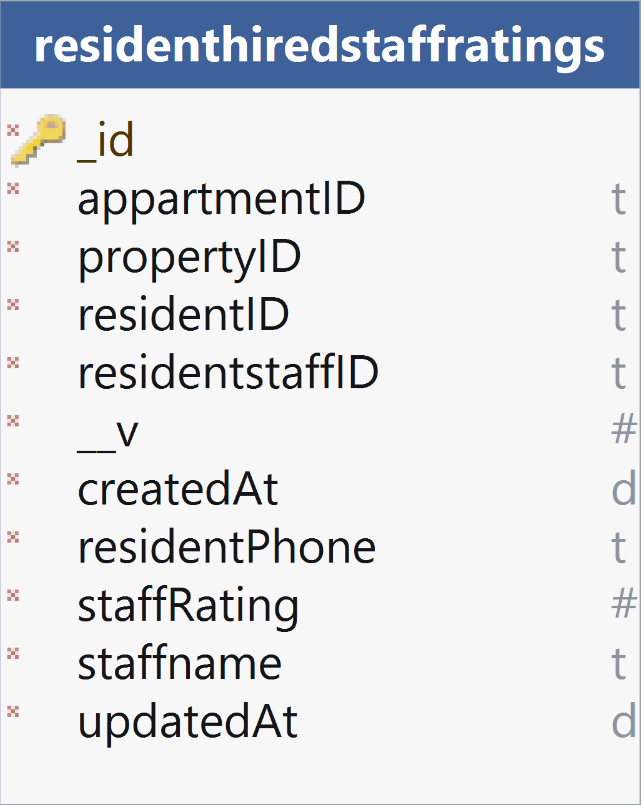 residenthiredstaffratings
_id
appartmentID t
propertyID t
residentID t
residentstaffID t
__v #
createdAt d
residentPhone t
staffRating #
staffname t
updatedAt d